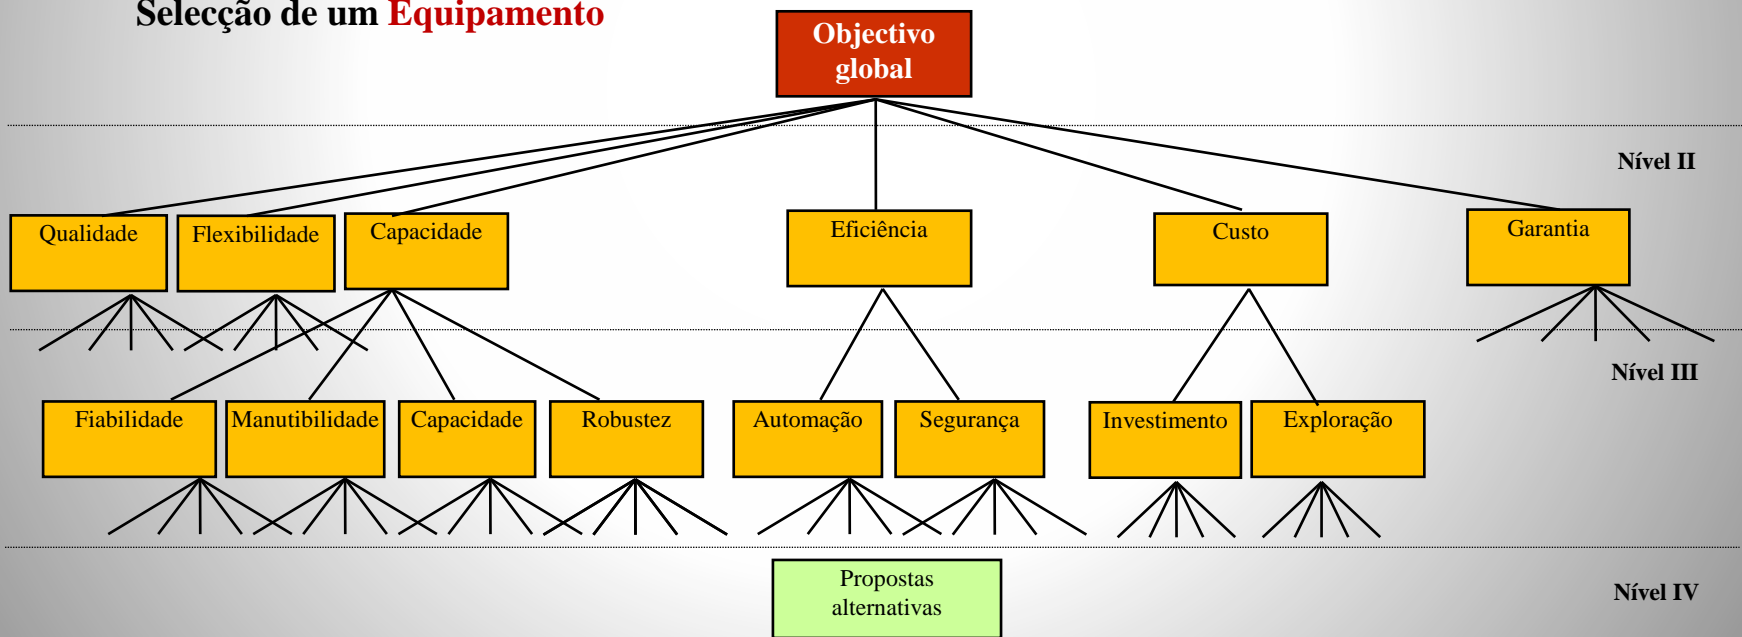 Selecção de um Equipamento
Objectivo
global
Nível II
Qualidade
Flexibilidade
Capacidade
Eficiência
Custo
Garantia
Nível III
Fiabilidade
Manutibilidade
Capacidade
Robustez
Automação
Segurança
Investimento
Exploração
Propostas
alternativas
Nível IV